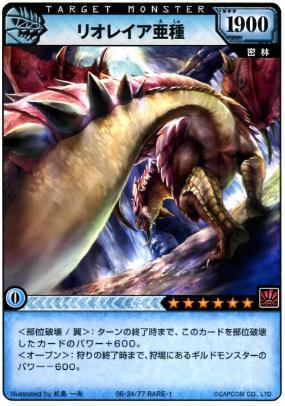 TARGET MONSTER
リオレイア亜種
1900
密林
0
<部位破壊／翼>：ターンの終了時まで、このカードを部位破壊
したカードのパワー＋600。
<オープン>：狩りの終了時まで、狩場にあるギルドモンスター
のパワー－600。
Illustrated by 松島 一夫 06-24/77 RARE-1 ©CAPCOM CO., LTD.